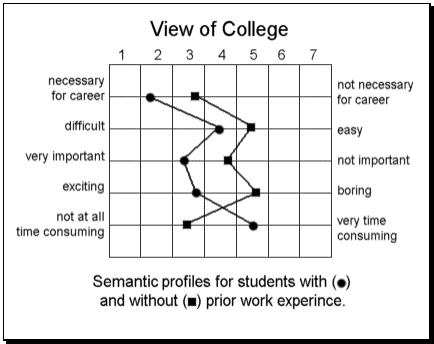 View of College
1 2 3 4 5 6 7
necessary
for career
not necessary
for career
difficult
easy
very important
not important
exciting
boring
not at all
time consuming
very time
consuming
Semantic profiles for students with (●)
and without (■) prior work experince.